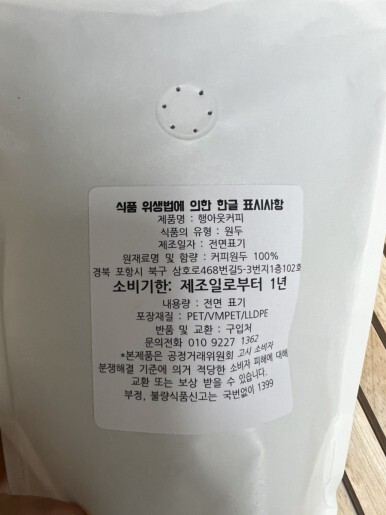 식품 위생법에 의한 한글 표시사항
제품명 : 행아웃커피
식품의 유형 : 원두
제조일자 : 전면표기
원재료명 및 함량 : 커피원두 100%
경북 포항시 북구 삼호로468번길5-3번지1층102호
소비기한: 제조일로부터 1년
내용량 : 전면 표기
포장재질 : PET/VMPET/LLDPE
반품 및 교환 : 구입처
문의전화 010 9227 1362
*본제품은 공정거래위원회 고시 소비자
분쟁해결 기준에 의거 적당한 소비자 피해에 대해
교환 또는 보상 받을 수 있습니다.
부정, 불량식품신고는 국번없이 1399